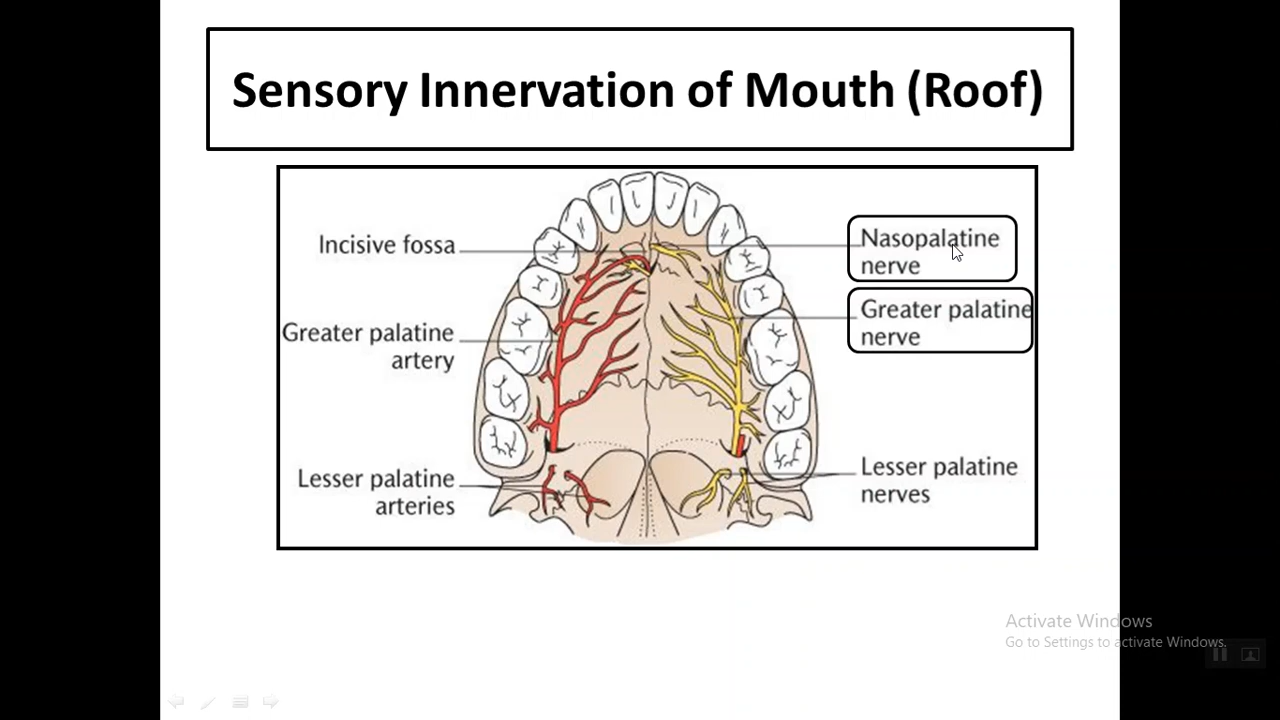 Sensory Innervation of Mouth (Roof)
Incisive fossa
Greater palatine
artery
Lesser palatine
arteries
Nasopalatine
nerve
Greater palatine
nerve
Lesser palatine
nerves
Activate Windows
Go to Settings to activate Windows.